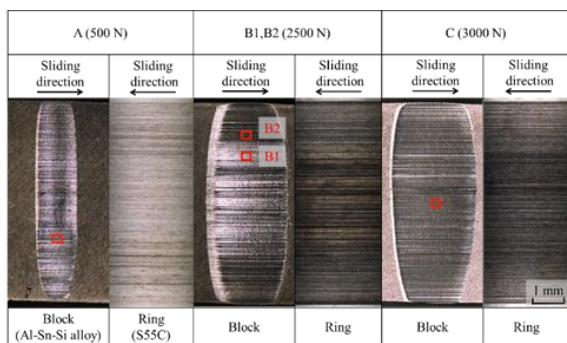 A (500 N)
B1,B2 (2500 N)
C (3000 N)
Sliding direction
Sliding direction
Sliding direction
Sliding direction
Sliding direction
Sliding direction
B2
B1
1 mm
Block
(Al-Sn-Si alloy)
Ring
(S55C)
Block
Ring
Block
Ring